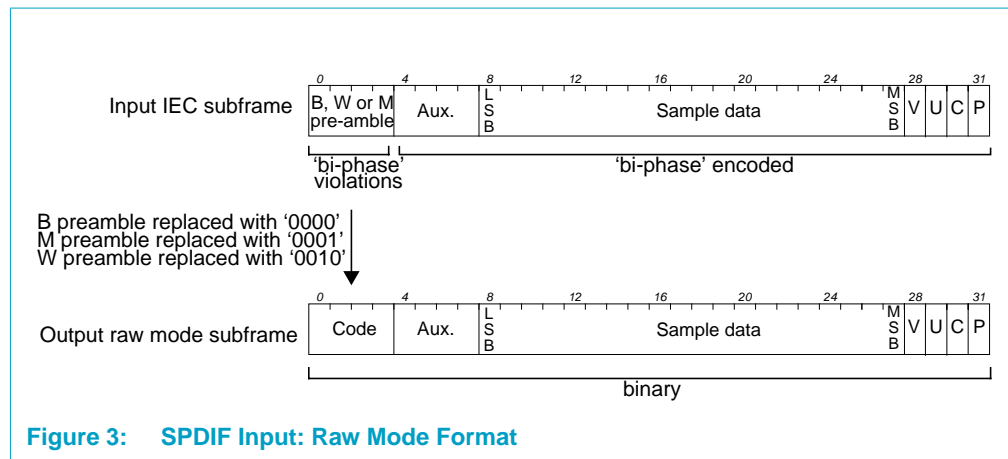 0 4 8 12 16 20 24 28 31
Input IEC subframe
B, W or M
pre-amble
Aux.
L
S
B
Sample data
M
S
B
V U C P
‘bi-phase’
violations
‘bi-phase’ encoded
B preamble replaced with ‘0000’
M preamble replaced with ‘0001’
W preamble replaced with ‘0010’
0 4 8 12 16 20 24 28 31
Output raw mode subframe
Code
Aux.
L
S
B
Sample data
M
S
B
V U C P
binary
Figure 3: SPDIF Input: Raw Mode Format